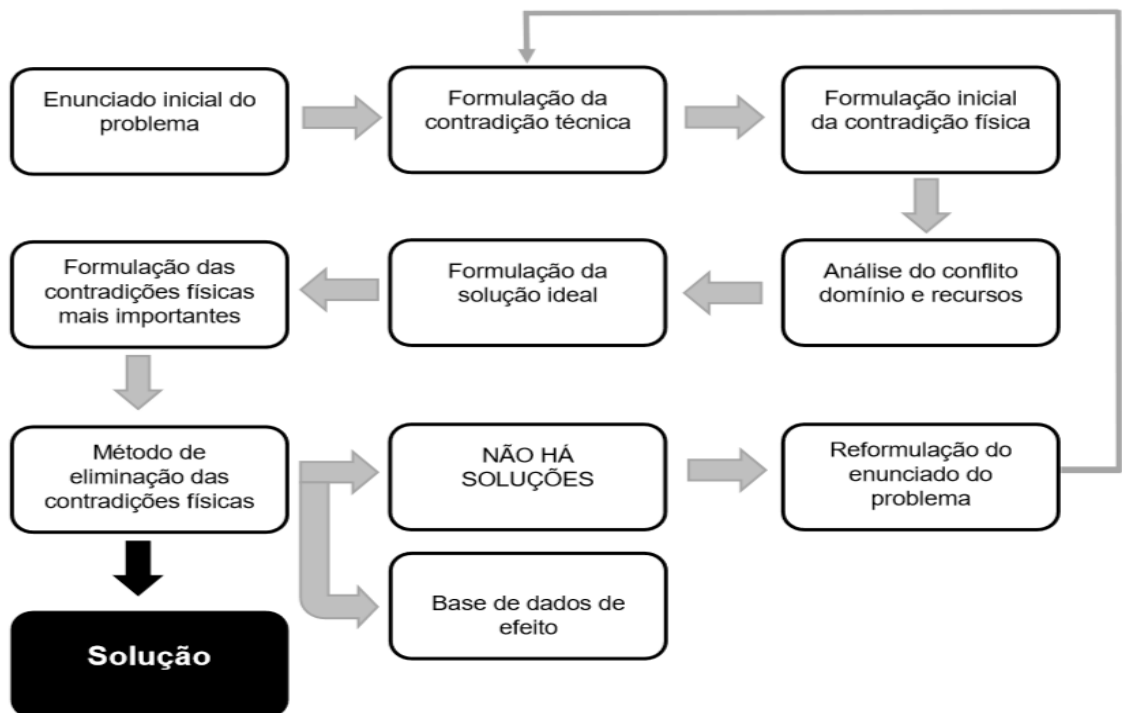 Enunciado inicial do
problema
Formulação da
contradição técnica
Formulação inicial
da contradição física
Análise do conflito
domínio e recursos
Formulação da
solução ideal
Formulação das
contradições físicas
mais importantes
Método de
eliminação das
contradições físicas
NÃO HÁ
SOLUÇÕES
Reformulação do
enunciado do
problema
Base de dados de
efeito
Solução